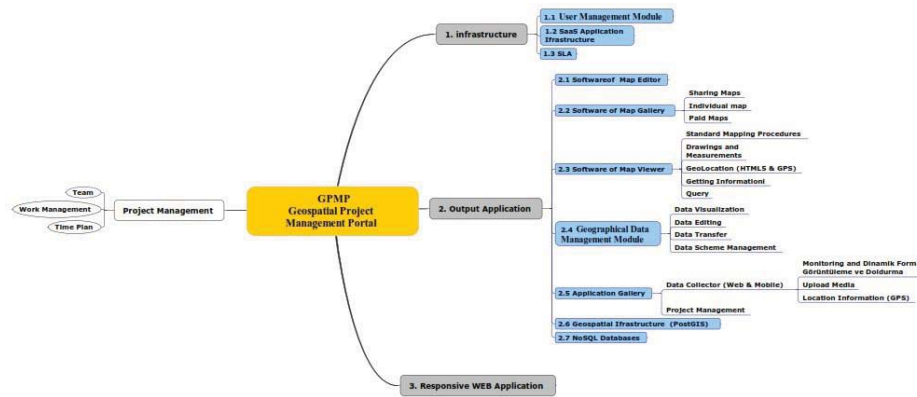 1. infrastructure
1.1 User Management Module
1.2 SaaS Application
Ifrastructure
1.3 SLA
2.1 Softwareof Map Editor
2.2 Software of Map Gallery
Sharing Maps
Individual map
Paid Maps
2.3 Software of Map Viewer
Standard Mapping Procedures
Drawings and
Measurements
GeoLocation (HTML5 & GPS)
Getting Informationi
Query
GPMP
Geospatial Project
Management Portal
Project Management
Team
Work Management
Time Plan
2. Output Application
2.4 Geographical Data
Management Module
Data Visualization
Data Editing
Data Transfer
Data Scheme Management
2.5 Application Gallery
Data Collector (Web & Mobile)
Monitoring and Dinamik Form
Görüntüleme ve Doldurma
Upload Media
Location Information (GPS)
Project Management
2.6 Geospatial Ifrastructure (PostGIS)
2.7 NoSQL Databases
3. Responsive WEB Application